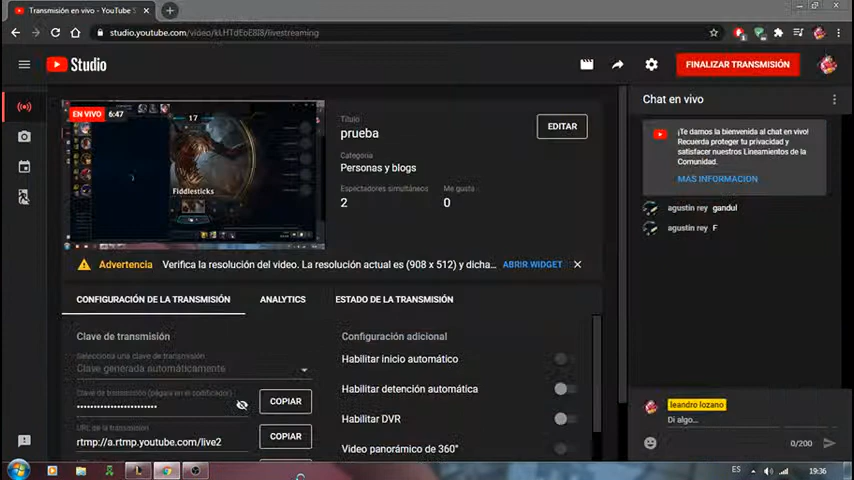 Transmisión en vivo - YouTube S
studio.youtube.com/video/kLHTdEoE8i8/livestreaming
Studio
FINALIZAR TRANSMISIÓN
EN VIVO 6:47
17
Fiddlesticks
Título
prueba
EDITAR
Categoría
Personas y blogs
Espectadores simultáneos
Me gusta
2
0
Advertencia
Verifica la resolución del video. La resolución actual es (908 x 512) y dicha...
ABRIR WIDGET
CONFIGURACIÓN DE LA TRANSMISIÓN
ANALYTICS
ESTADO DE LA TRANSMISIÓN
Clave de transmisión
Selecciona una clave de transmisión
Clave generada automáticamente
Clave de transmisión (pégala en el codificador)
COPIAR
URL de la transmisión
rtmp://a.rtmp.youtube.com/live2
COPIAR
Configuración adicional
Habilitar inicio automático
Habilitar detención automática
Habilitar DVR
Video panorámico de 360°
Chat en vivo
¡Te damos la bienvenida al chat en vivo!
Recuerda proteger tu privacidad y
satisfacer nuestros Lineamientos de la
Comunidad.
MAS INFORMACION
agustin rey gandul
agustin rey F
leandro lozano
Di algo...
0/200
ES
19:36